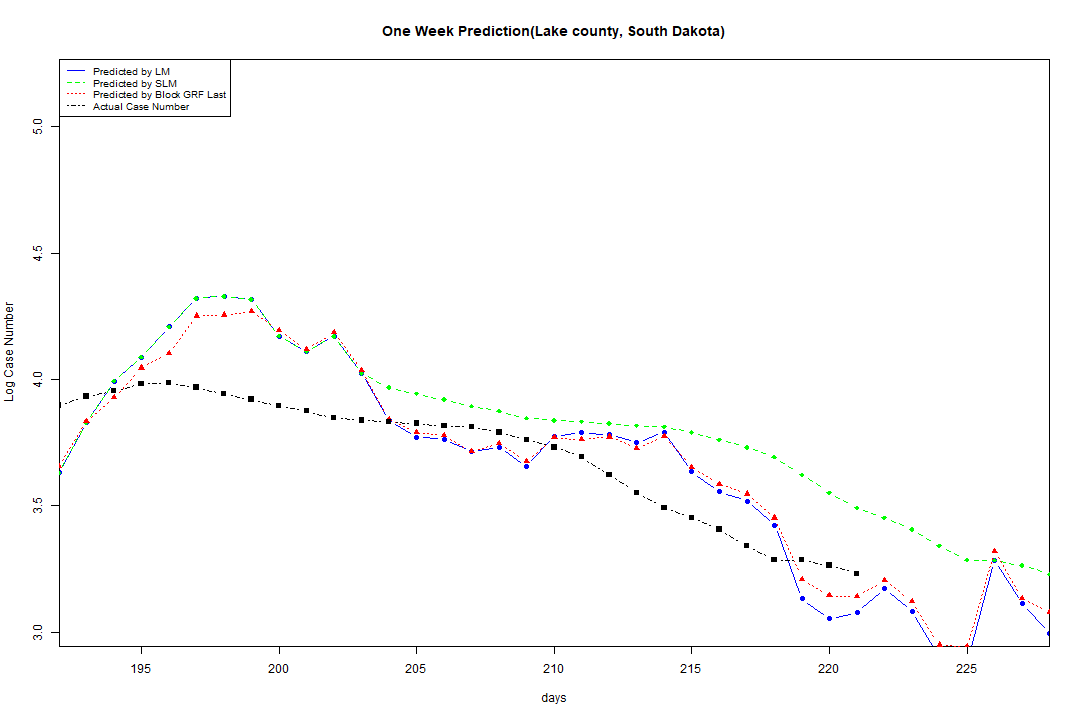 One Week Prediction(Lake county, South Dakota)
Predicted by LM
Predicted by SLM
Predicted by Block GRF Last
Actual Case Number
5.0
4.5
4.0
3.5
3.0
Log Case Number
195 200 205 210 215 220 225
days